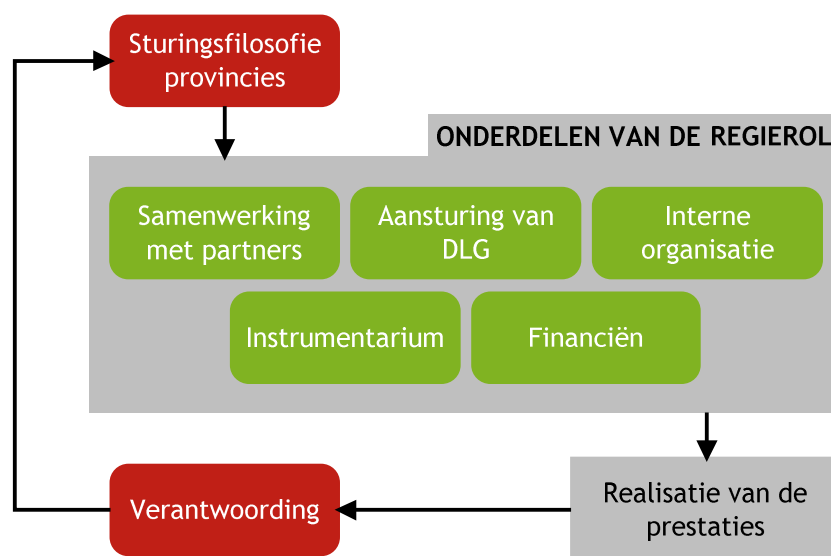 Sturingsfilosofie
provincies
ONDERDELEN VAN DE REGIEROL
Samenwerking
met partners
Aansturing van
DLG
Interne
organisatie
Instrumentarium
Financiën
Verantwoording
Realisatie van de
prestaties